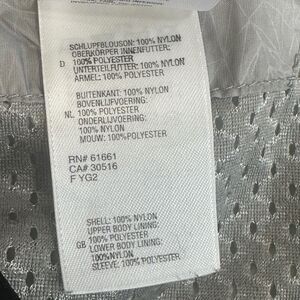 SCHLUPFBLOUSON: 100% NYLON
OBERKÖRPER INNENFUTTER:
D 100% POLYESTER
UNTERTEILFUTTER: 100% NYLON
ARMEL: 100% POLYESTER
BUITENKANT: 100% NYLON
BOVENLIJFVOERING:
NL 100% POLYESTER
ONDERLIJFVOERING:
100% NYLON
MOUW: 100%POLYESTER
RN# 61661
CA# 30516
F YG2
SHELL: 100% NYLON
UPPER BODY LINING:
GB 100% POLYESTER
LOWER BODY LINING:
100%NYLON
SLEEVE: 100%POLYESTER